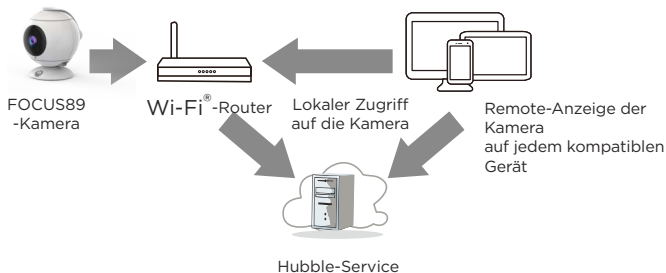 FOCUS89
-Kamera
Wi-Fi®-Router
Lokaler Zugriff
auf die Kamera
Remote-Anzeige der
Kamera
auf jedem kompatiblen
Gerät
Hubble-Service